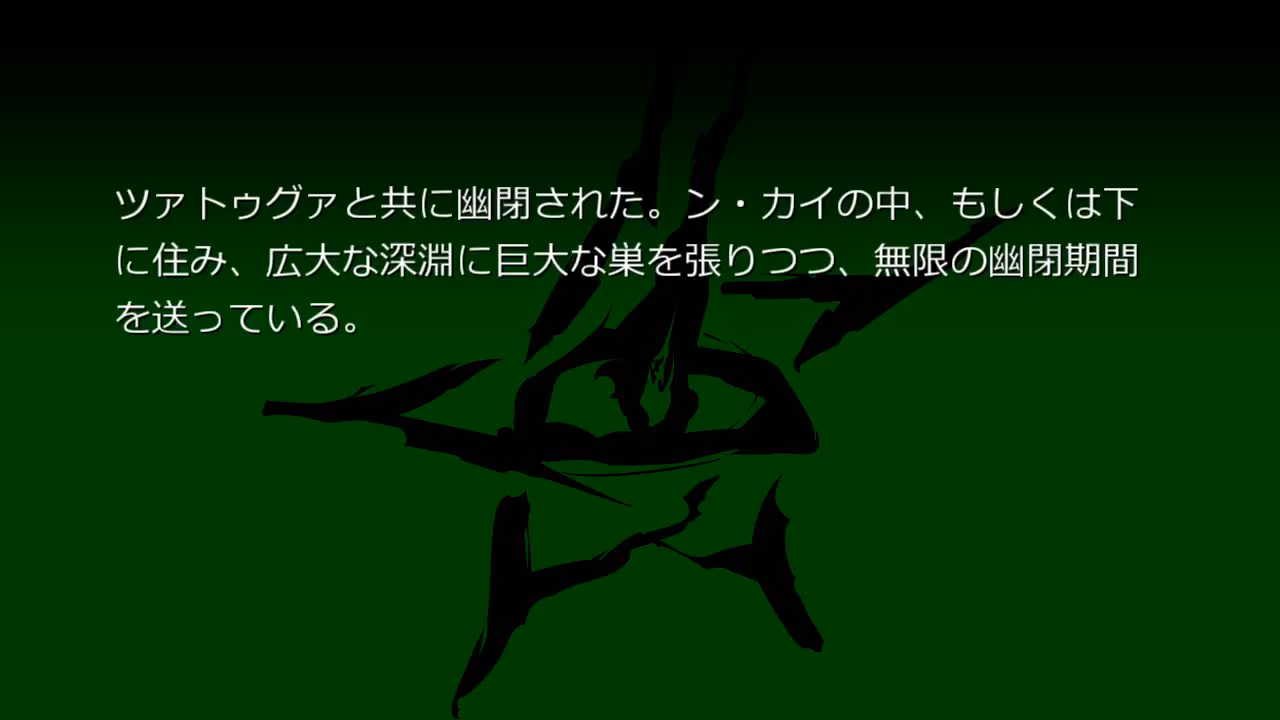 ツァトゥグァと共に幽閉された。ン・カイの中、もしくは下
に住み、広大な深淵に巨大な巣を張りつつ、無限の幽閉期間
を送っている。